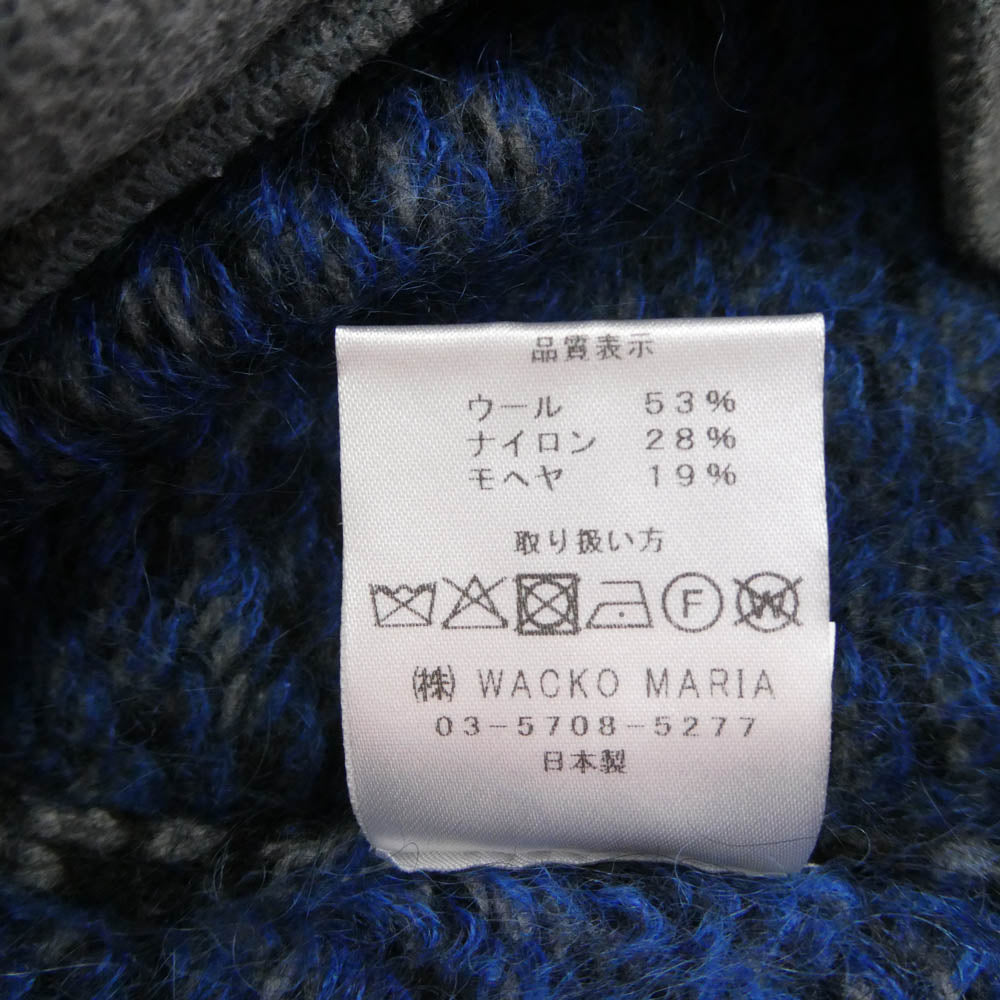 品質表示
ウール 53%
ナイロン 28%
モヘヤ 19%
取り扱い方
F W
㈱ WACKO MARIA
03-5708-5277
日本製